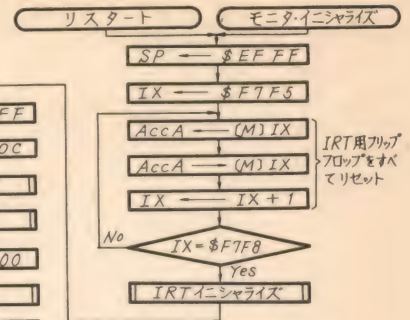 リスタート
モニタ・イニシャライズ
SP ← $EFFF
IX ← $F7F5
AccA ← (M)IX
AccA ← (M)IX
IX ← IX+1
IRT用フリップ
フロップをすべ
てリセット
No
IX=$F7F8
Yes
IRTイニシャライズ
FF
0C
00